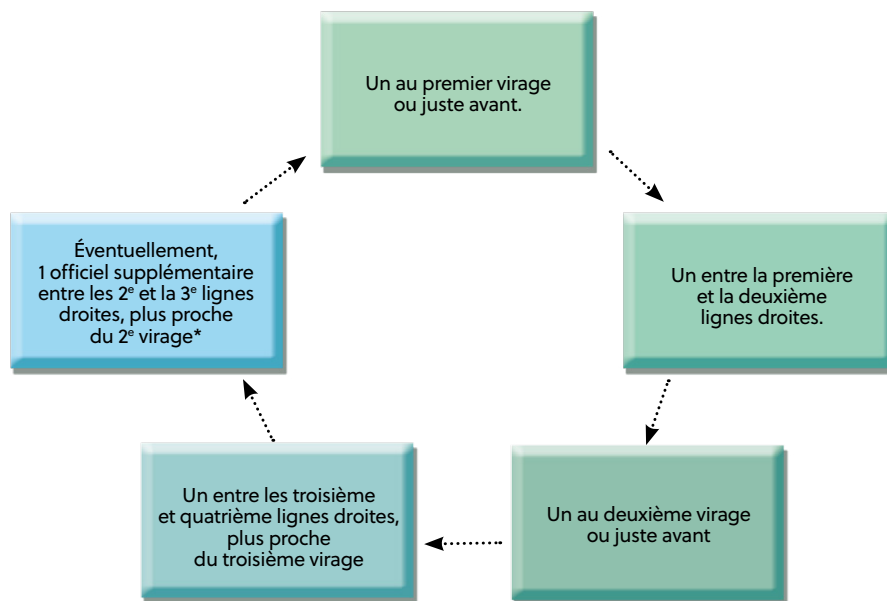 Un au premier virage
ou juste avant.
Un entre la première
et la deuxième
lignes droites.
Un au deuxième virage
ou juste avant
Un entre les troisième
et quatrième lignes droites,
plus proche
du troisième virage
Éventuellement,
1 officiel supplémentaire
entre les 2e et la 3e lignes
droites, plus proche
du 2e virage*